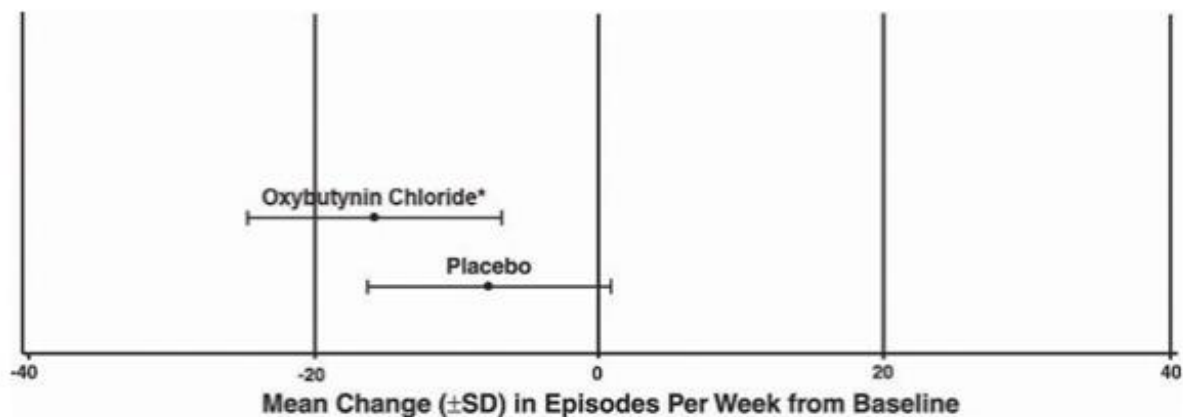 Oxybutynin Chloride*
Placebo
-40 -20 0 20 40
Mean Change (±SD) in Episodes Per Week from Baseline